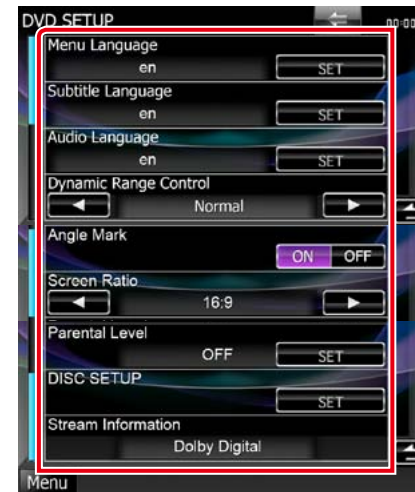 DVD SETUP
Menu Language
en
SET
Subtitle Language
en
SET
Audio Language
en
SET
Dynamic Range Control
Normal
Angle Mark
ON OFF
Screen Ratio
16:9
Parental Level
OFF
SET
DISC SETUP
SET
Stream Information
Dolby Digital
Menu